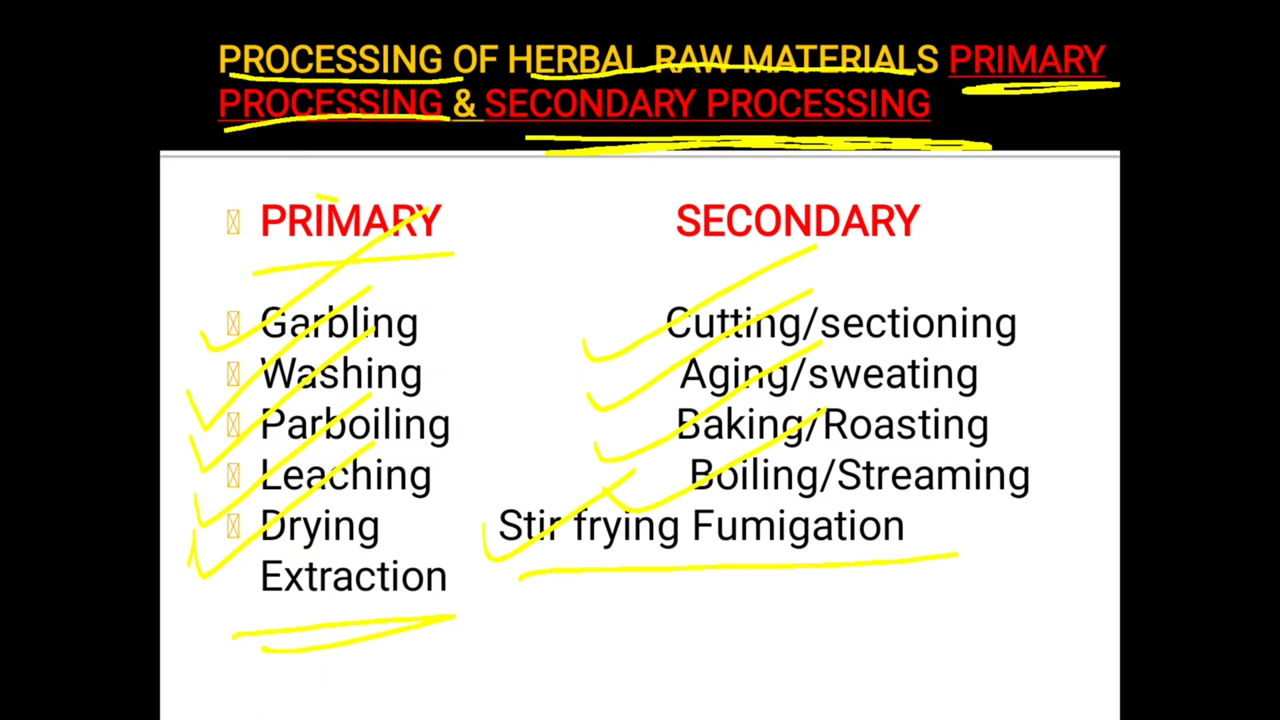 PROCESSING OF HERBAL RAW MATERIALS PRIMARY
PROCESSING & SECONDARY PROCESSING
PRIMARY SECONDARY
Garbling Cutting/sectioning
Washing Aging/sweating
Parboiling Baking/Roasting
Leaching Boiling/Streaming
Drying Stir frying Fumigation
Extraction